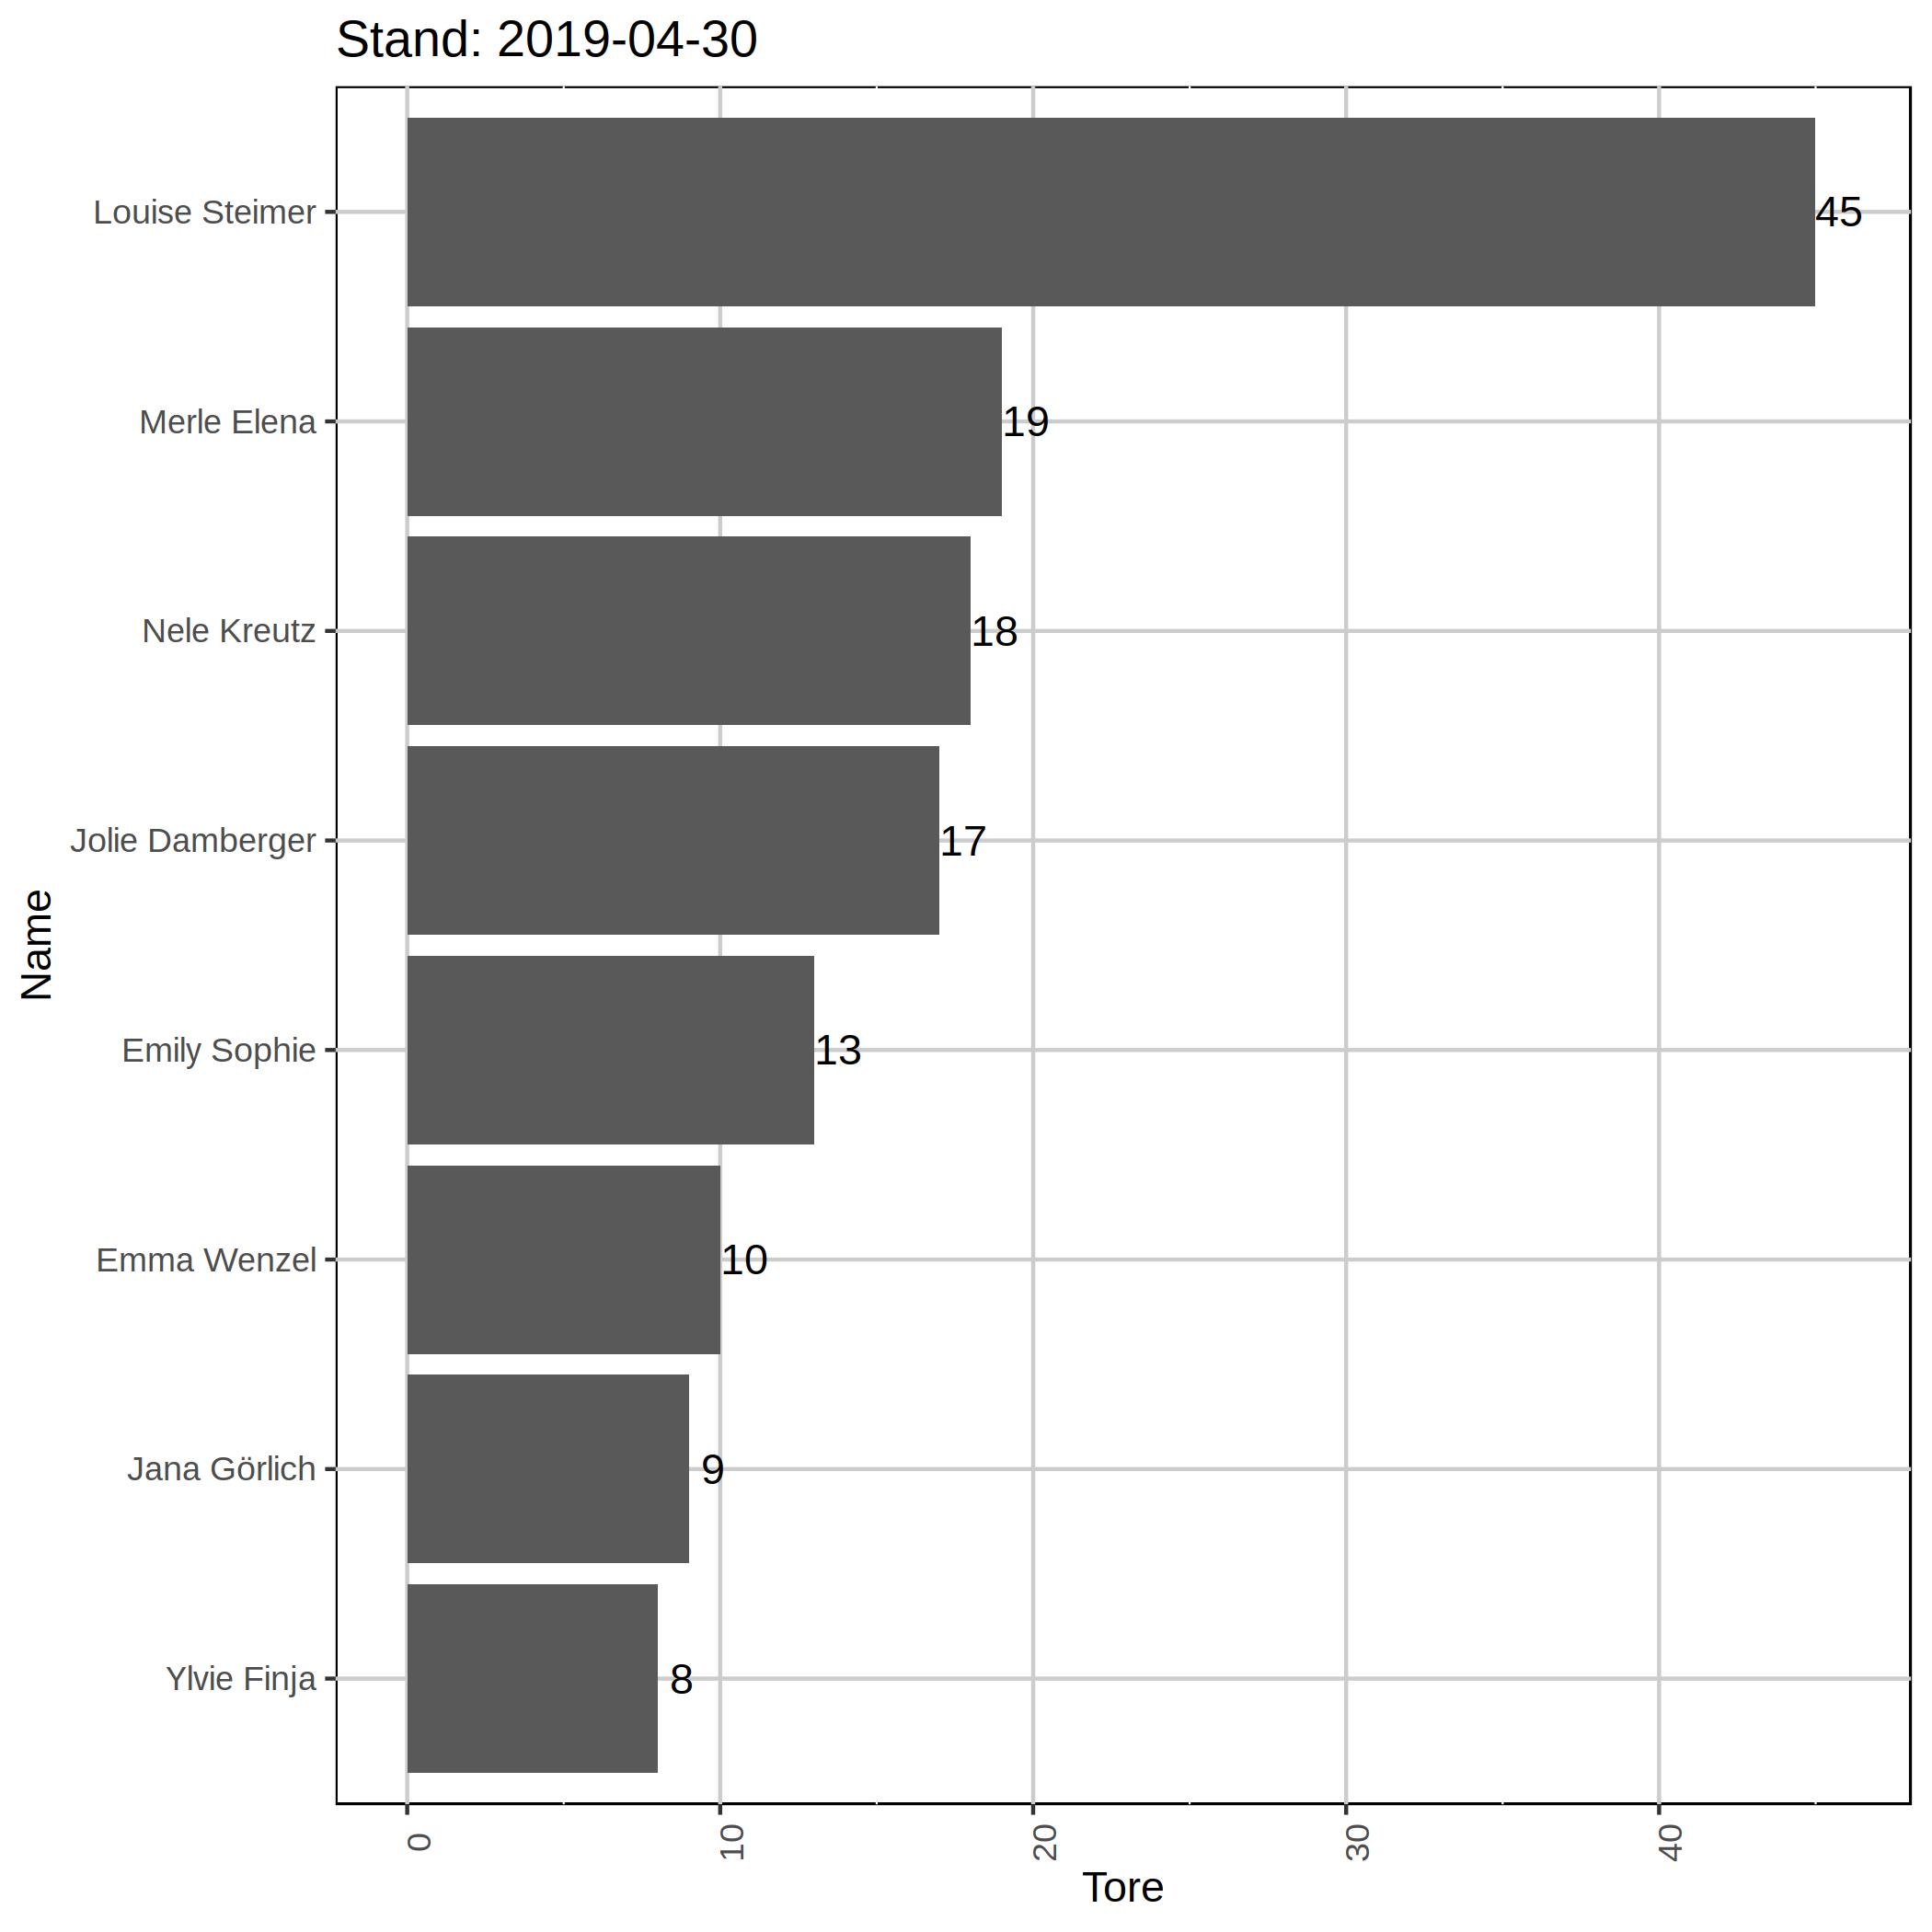 Stand: 2019-04-30
Name
Louise Steimer 45
Merle Elena 19
Nele Kreutz 18
Jolie Damberger 17
Emily Sophie 13
Emma Wenzel 10
Jana Görlich 9
Ylvie Finja 8
0 10 20 30 40
Tore